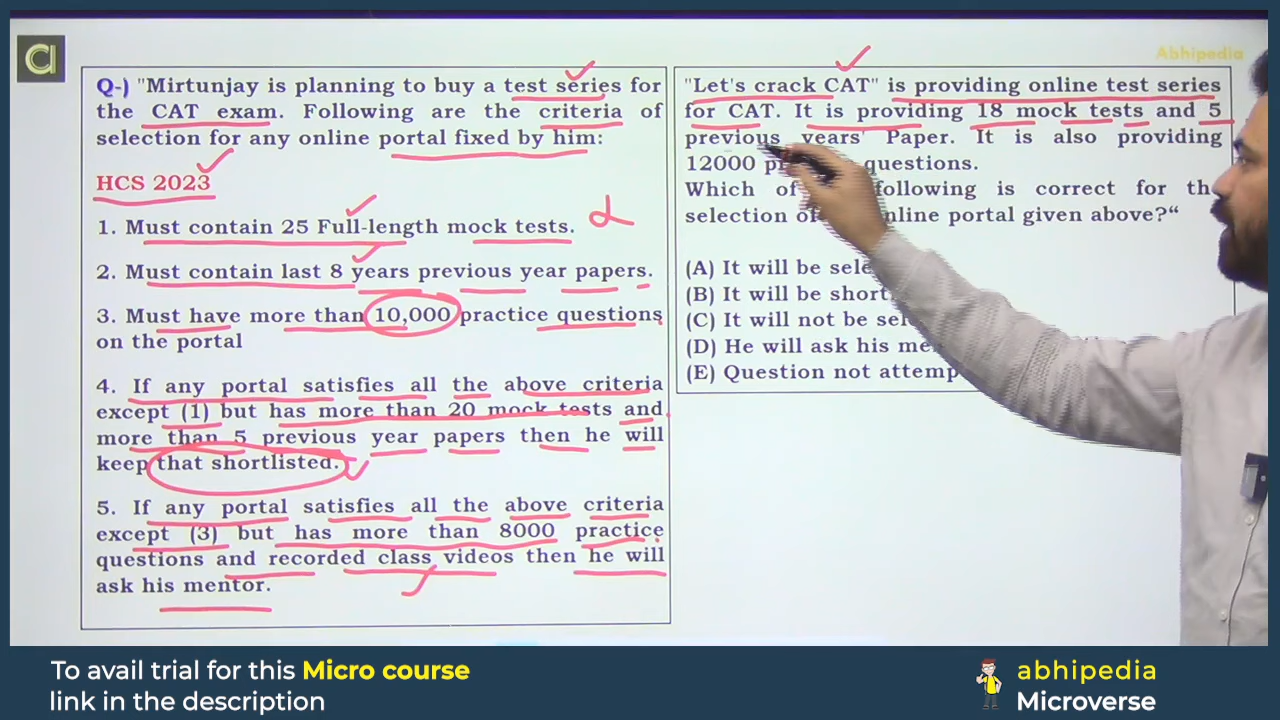 Abhipedia
Q-) "Mirtunjay is planning to buy a test series for
the CAT exam. Following are the criteria of
selection for any online portal fixed by him:
HCS 2023
1. Must contain 25 Full-length mock tests.
2. Must contain last 8 years previous year papers.
3. Must have more than 10,000 practice questions
on the portal
4. If any portal satisfies all the above criteria
except (1) but has more than 20 mock tests and
more than 5 previous year papers then he will
keep that shortlisted.
5. If any portal satisfies all the above criteria
except (3) but has more than 8000 practice
questions and recorded class videos then he will
ask his mentor.
"Let's crack CAT" is providing online test series
for CAT. It is providing 18 mock tests and 5
previous years' Paper. It is also providing
12000 questions.
Which of following is correct for
selection of online portal given above?“
(A) It will be
(B) It will be
(C) It will not be
(D) He will ask his
(E) Question not
To avail trial for this Micro course
link in the description
abhipedia
Microverse